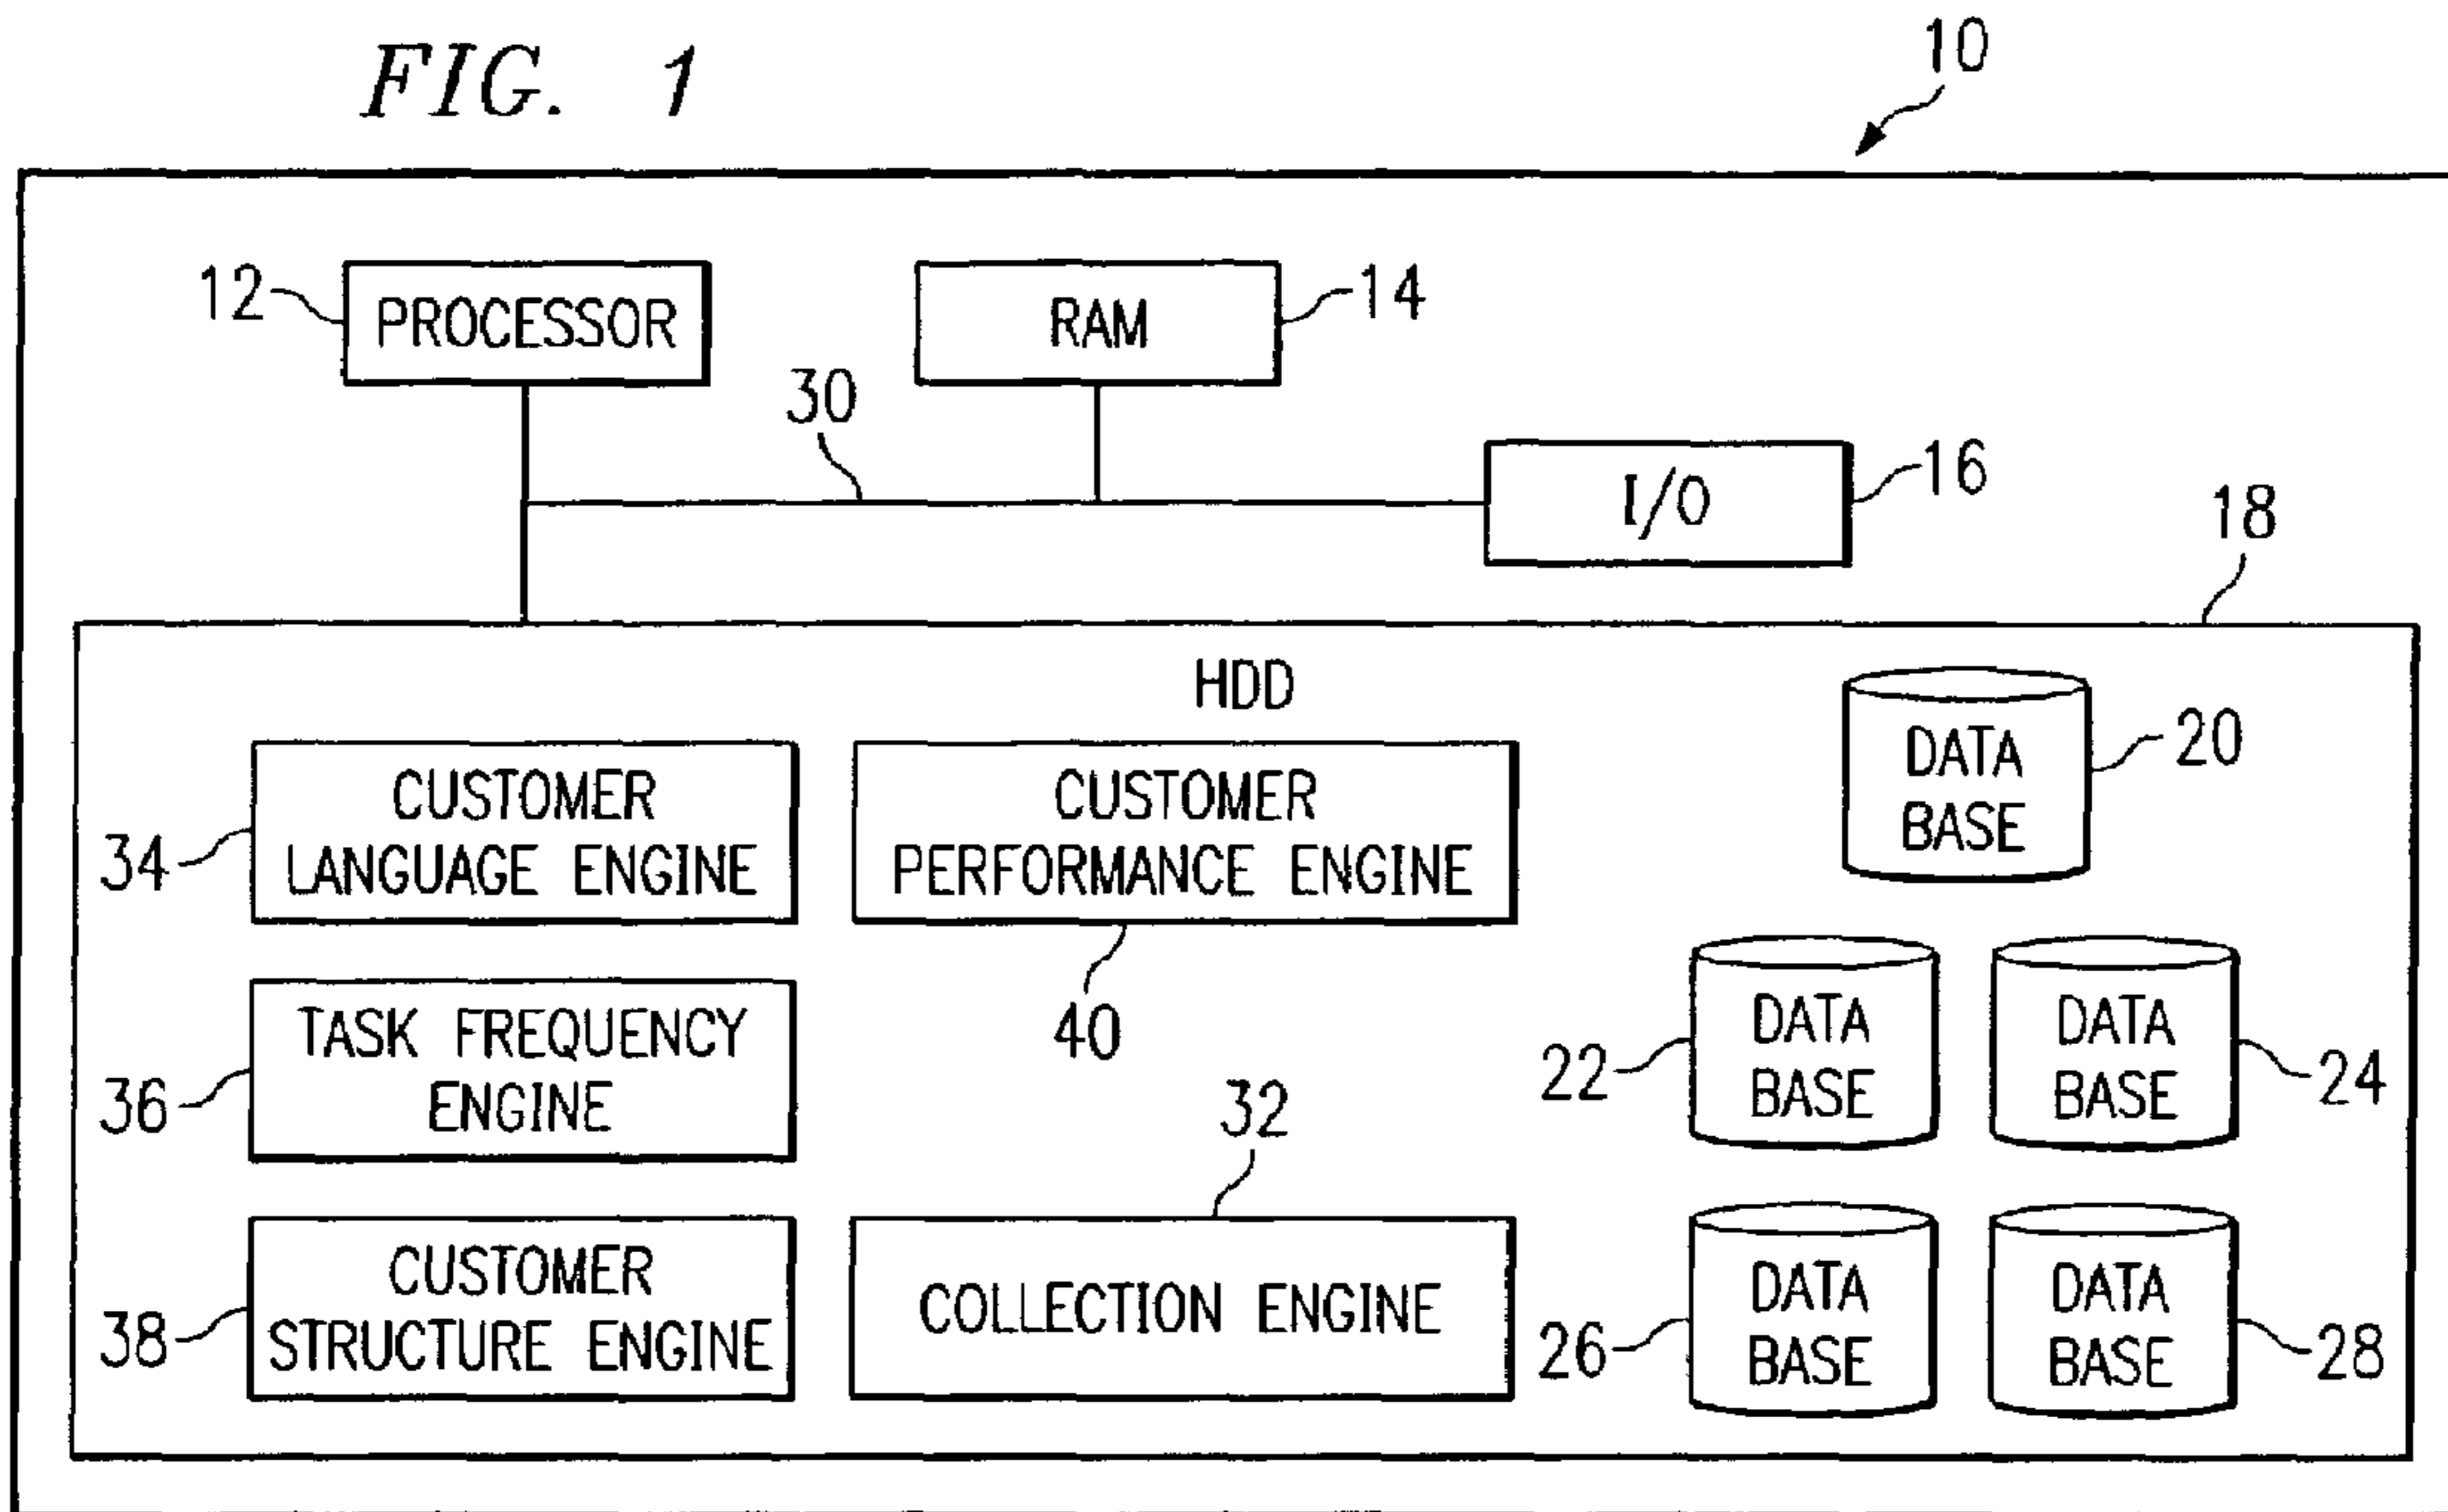 FIG. 1
10
12
PROCESSOR
RAM
14
30
I/O
16
18
HDD
DATA
BASE
20
34
CUSTOMER
LANGUAGE ENGINE
CUSTOMER
PERFORMANCE ENGINE
40
36
TASK FREQUENCY
ENGINE
22
DATA
BASE
DATA
BASE
24
32
38
CUSTOMER
STRUCTURE ENGINE
COLLECTION ENGINE
26
DATA
BASE
DATA
BASE
28